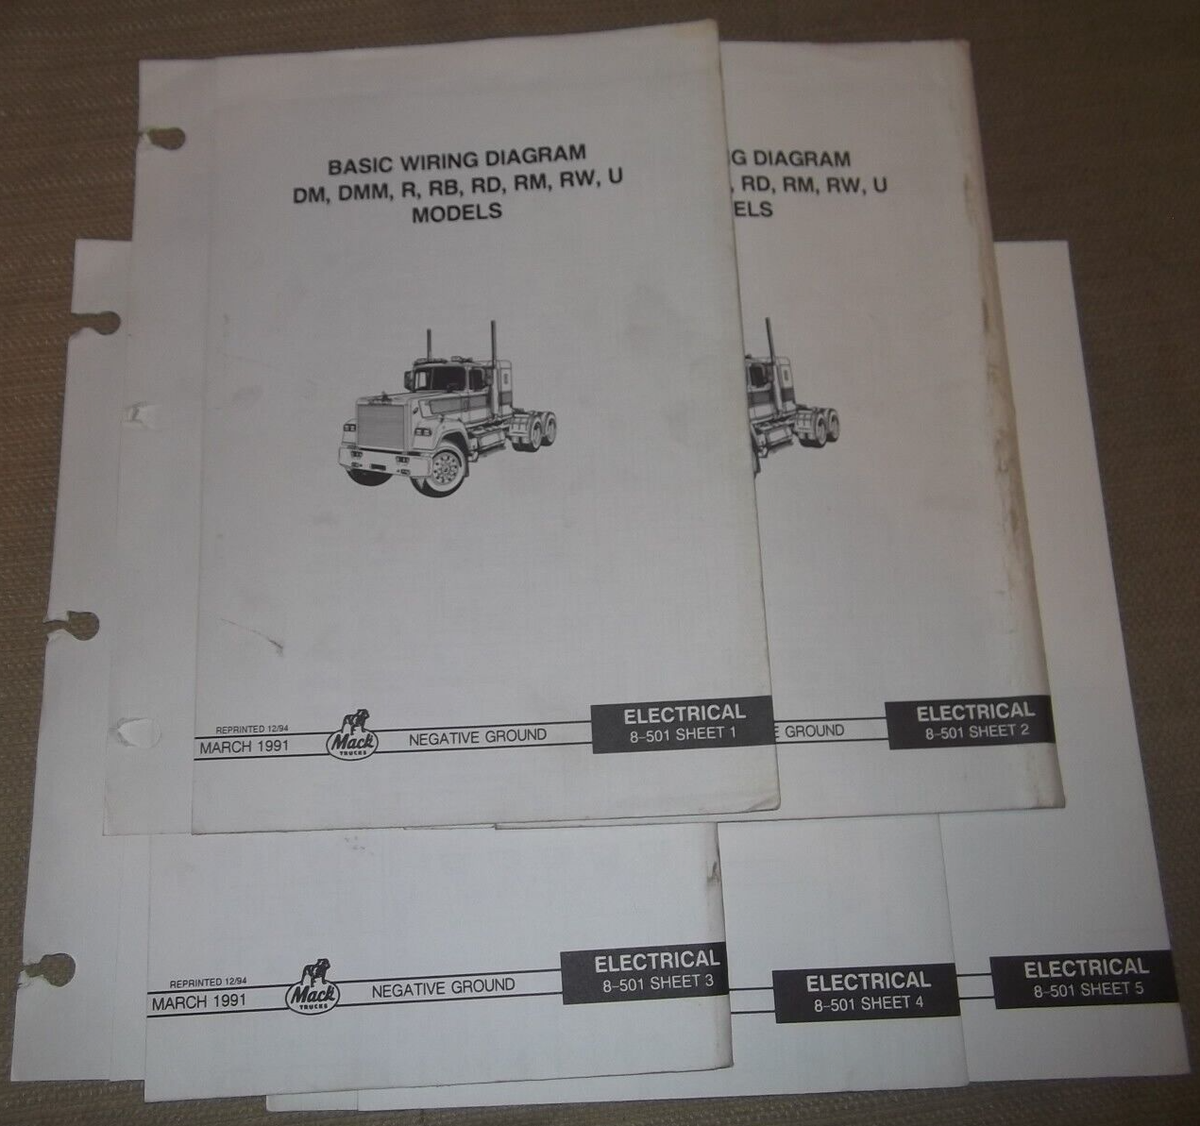 BASIC WIRING DIAGRAM
DM, DMM, R, RB, RD, RM, RW, U
MODELS
REPRINTED 12/94
MARCH 1991
Mack
TRUCKS
NEGATIVE GROUND
ELECTRICAL
8-501 SHEET 1
G DIAGRAM
, RD, RM, RW, U
ELS
E GROUND
ELECTRICAL
8-501 SHEET 2
REPRINTED 12/94
MARCH 1991
Mack
TRUCKS
NEGATIVE GROUND
ELECTRICAL
8-501 SHEET 3
ELECTRICAL
8-501 SHEET 4
ELECTRICAL
8-501 SHEET 5